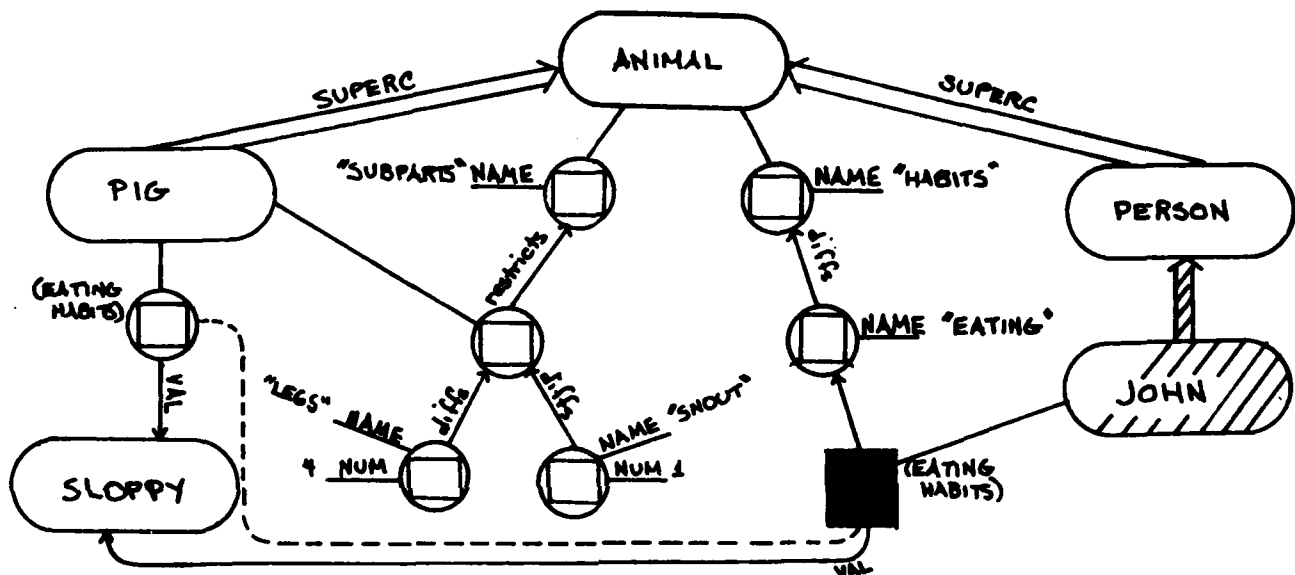 ANIMAL
SUPERC
SUPERC
PIG
"SUBPARTS" NAME
NAME "HABITS"
PERSON
restricts
diffs
(EATING
HABITS)
NAME "EATING"
VAL
"LEGS" NAME
diffs
diffs
NAME "SNOUT"
JOHN
4 NUM
NUM 1
SLOPPY
(EATING
HABITS)
VAL